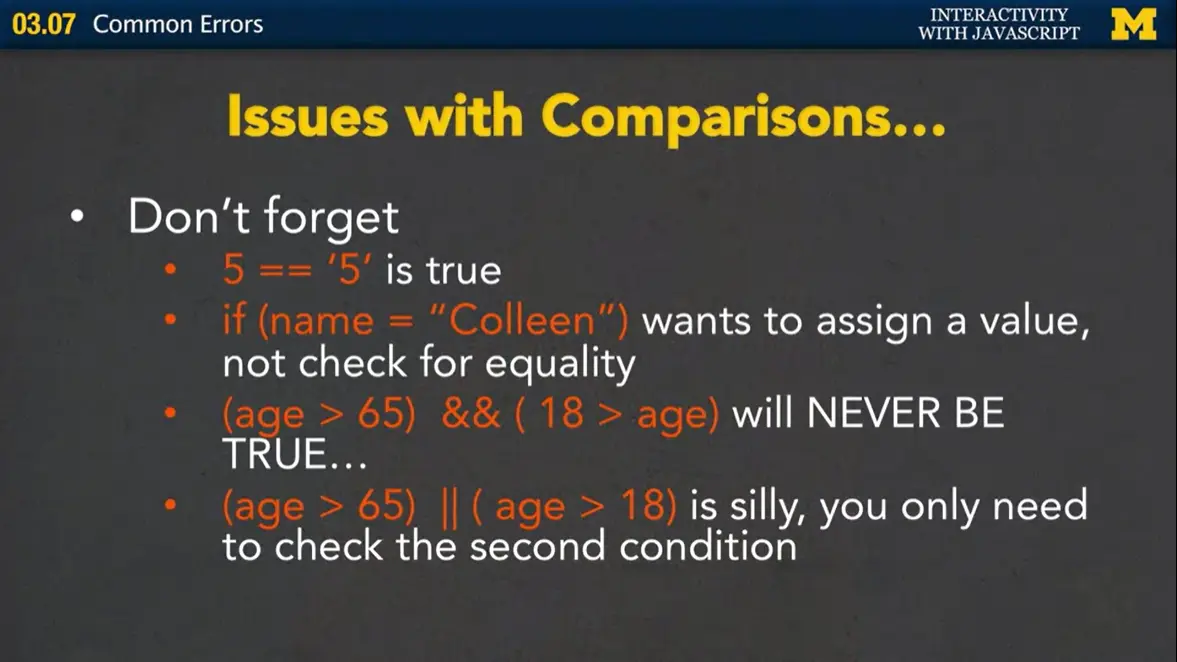 03.07 Common Errors
INTERACTIVITY
WITH JAVASCRIPT
M
Issues with Comparisons...
• Don’t forget
• 5 == ‘5’ is true
• if (name = “Colleen”) wants to assign a value,
not check for equality
• (age > 65) && ( 18 > age) will NEVER BE
TRUE...
• (age > 65) || ( age > 18) is silly, you only need
to check the second condition